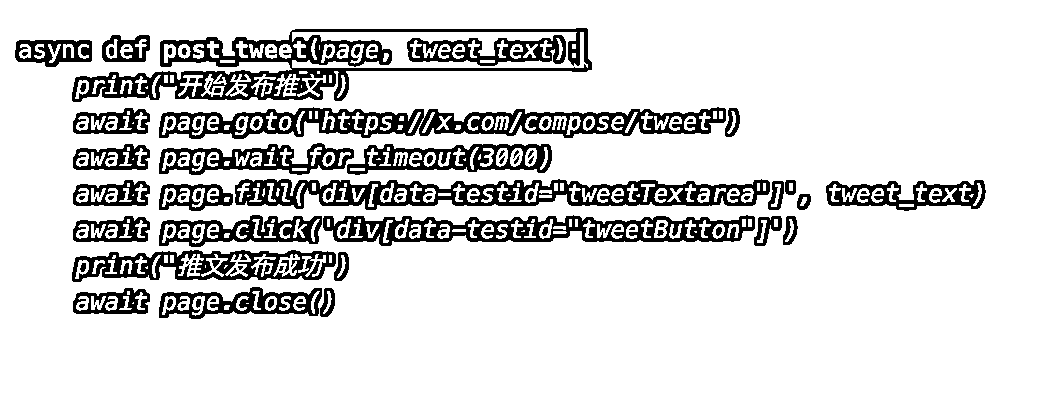 async def post_tweet(page, tweet_text):
    print("开始发布推文")
    await page.goto("https://x.com/compose/tweet")
    await page.wait_for_timeout(3000)
    await page.fill('div[data-testid="tweetTextarea"]', tweet_text)
    await page.click('div[data-testid="tweetButton"]')
    print("推文发布成功")
    await page.close()